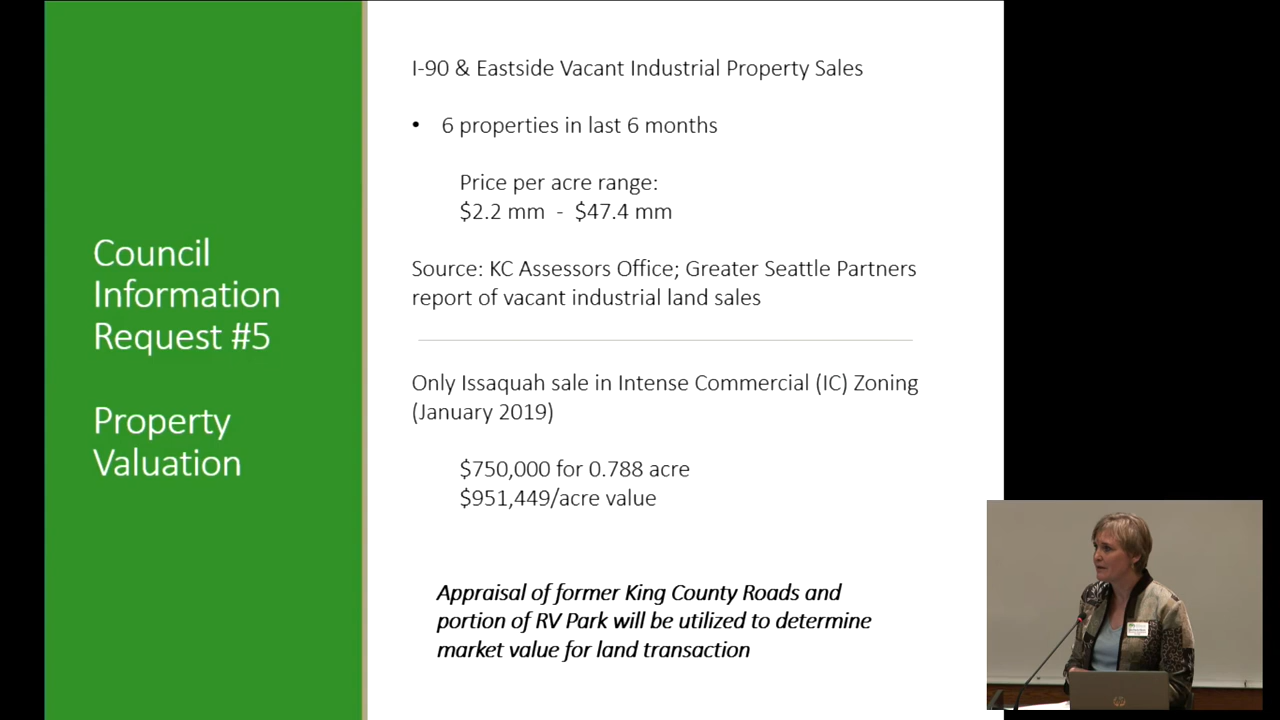 Council
Information
Request #5
Property
Valuation
I-90 & Eastside Vacant Industrial Property Sales
• 6 properties in last 6 months
Price per acre range:
$2.2 mm - $47.4 mm
Source: KC Assessors Office; Greater Seattle Partners
report of vacant industrial land sales
Only Issaquah sale in Intense Commercial (IC) Zoning
(January 2019)
$750,000 for 0.788 acre
$951,449/acre value
Appraisal of former King County Roads and
portion of RV Park will be utilized to determine
market value for land transaction